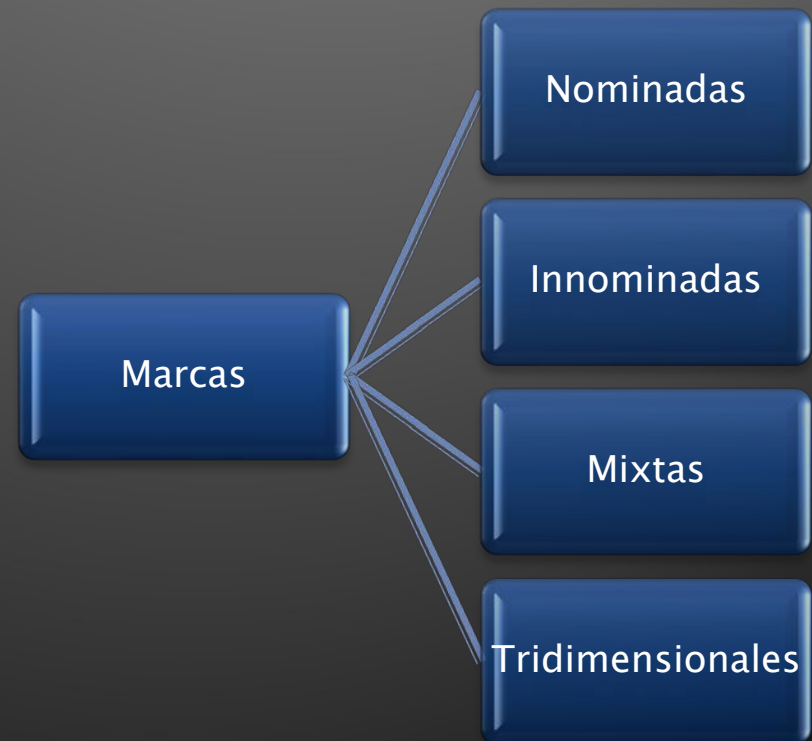 Marcas
Nominadas
Innominadas
Mixtas
Tridimensionales